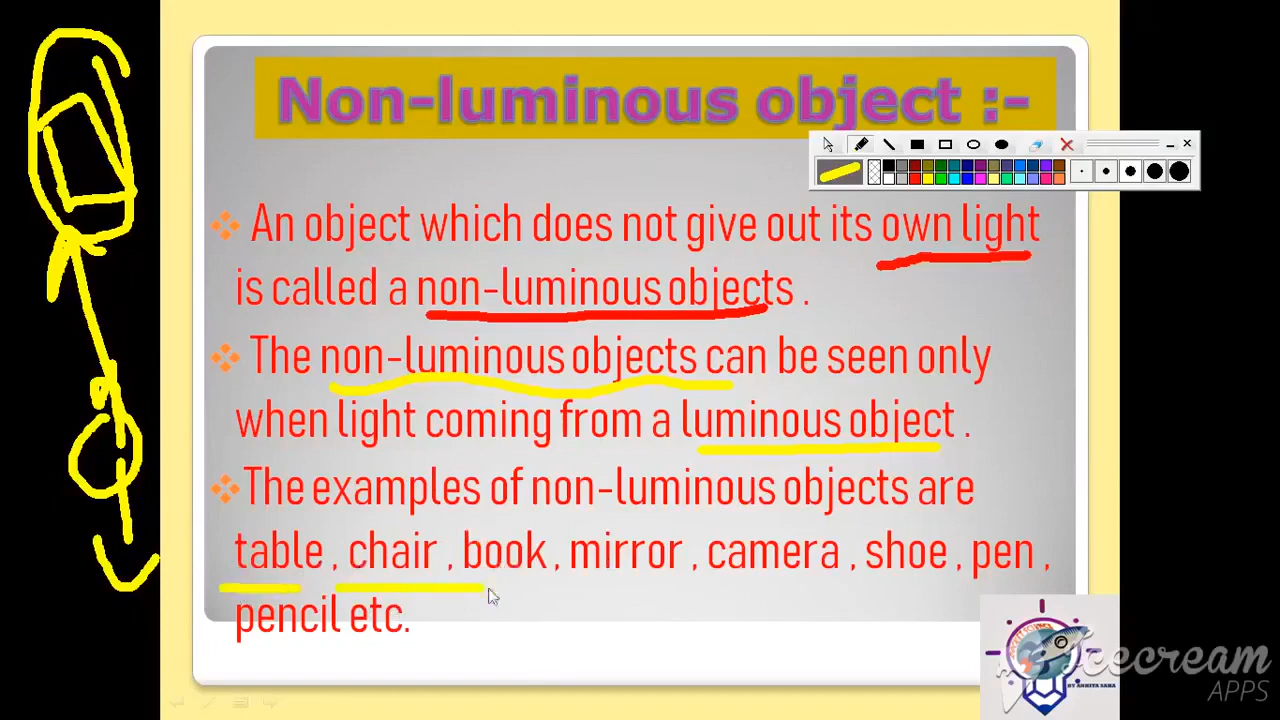 Non-luminous object :-
An object which does not give out its own light
is called a non-luminous objects .
The non-luminous objects can be seen only
when light coming from a luminous object .
The examples of non-luminous objects are
table , chair , book , mirror , camera , shoe , pen ,
pencil etc.
Icecream
APPS